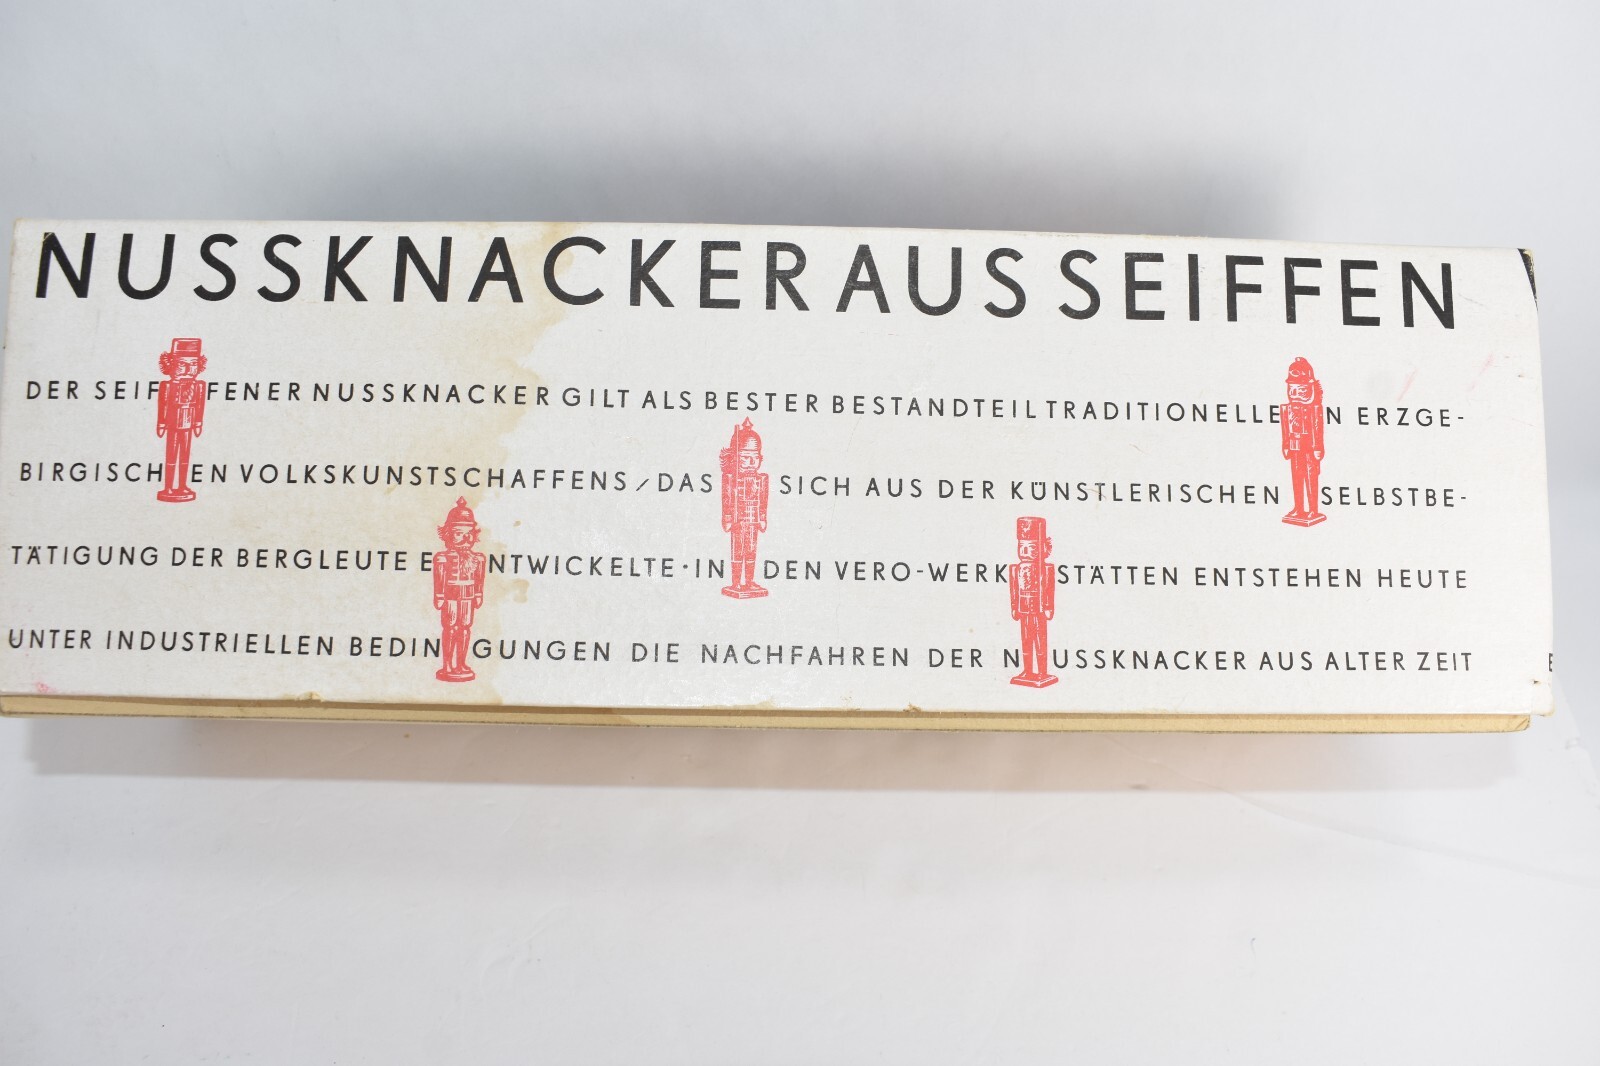 NUSSKNACKER AUS SEIFFEN
DER SEIFFENER NUSSKNACKER GILT ALS BESTER BESTANDTEIL TRADITIONELLEN ERZGE-
BIRGISCHEN VOLKSKUNSTSCHAFFENS/DAS SICH AUS DER KÜNSTLERISCHEN SELBSTBE-
TÄTIGUNG DER BERGLEUTE ENTWICKELTE·IN DEN VERO-WERKSTÄTTEN ENTSTEHEN HEUTE
UNTER INDUSTRIELLEN BEDINGUNGEN DIE NACHFAHREN DER NUSSKNACKER AUS ALTER ZEIT